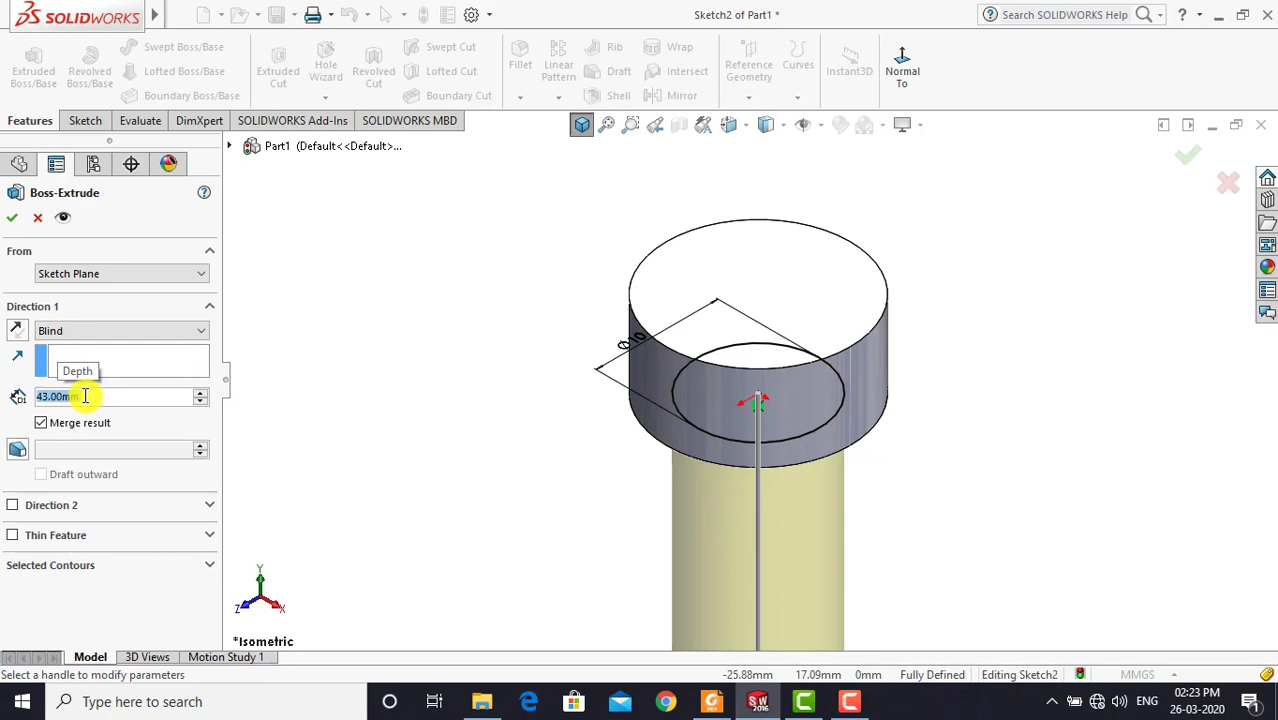 SOLIDWORKS
Sketch2 of Part1 *
Search SOLIDWORKS
Extruded Boss/Base
Revolved Boss/Base
Swept Boss/Base
Lofted Boss/Base
Boundary Boss/Base
Extruded Cut
Hole Wizard
Revolved Cut
Swept Cut
Lofted Cut
Boundary Cut
Fillet
Linear Pattern
Rib
Draft
Shell
Wrap
Intersect
Mirror
Reference Geometry
Curves
Instant3D
Normal To
Features
Sketch
Evaluate
DimXpert
SOLIDWORKS Add-Ins
SOLIDWORKS MBD
Part1 (Default<<Default>...
Boss-Extrude
From
Sketch Plane
Direction 1
Blind
Depth
43.00mm
Merge result
Draft outward
Direction 2
Thin Feature
Selected Contours
Ø10
Y
Z
X
*Isometric
Model
3D Views
Motion Study 1
Select a handle to modify parameters
-25.88mm
17.09mm
0mm
Fully Defined
Editing Sketch2
MMGS
Type here to search
SW
2016
ENG
02:23 PM
26-03-2020
1